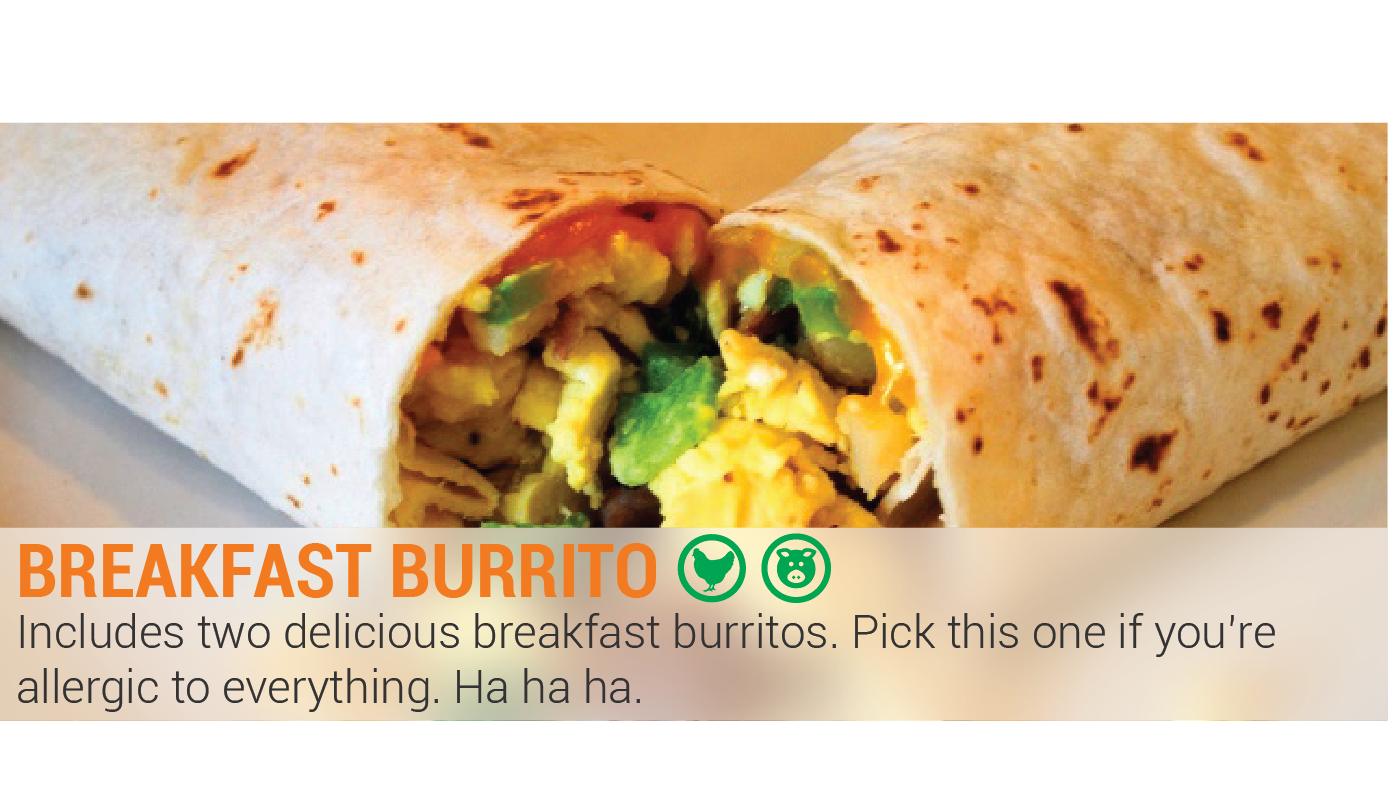 BREAKFAST BURRITO
Includes two delicious breakfast burritos. Pick this one if you're
allergic to everything. Ha ha ha.